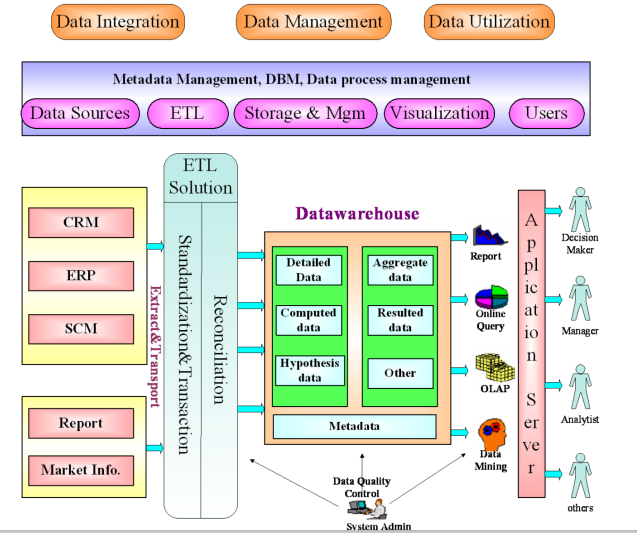 Data Integration
Data Management
Data Utilization
Metadata Management, DBM, Data process management
Data Sources
ETL
Storage & Mgm
Visualization
Users
ETL
Solution
Datawarehouse
CRM
ERP
SCM
Report
Market Info.
Extract&Transport
Standardization&Transaction
Reconciliation
Detailed
Data
Computed
data
Hypothesis
data
Aggregate
data
Resulted
data
Other
Metadata
Report
Online
Query
OLAP
Data
Mining
Application Server
Decision
Maker
Manager
Analytist
others
Data Quality
Control
System Admin